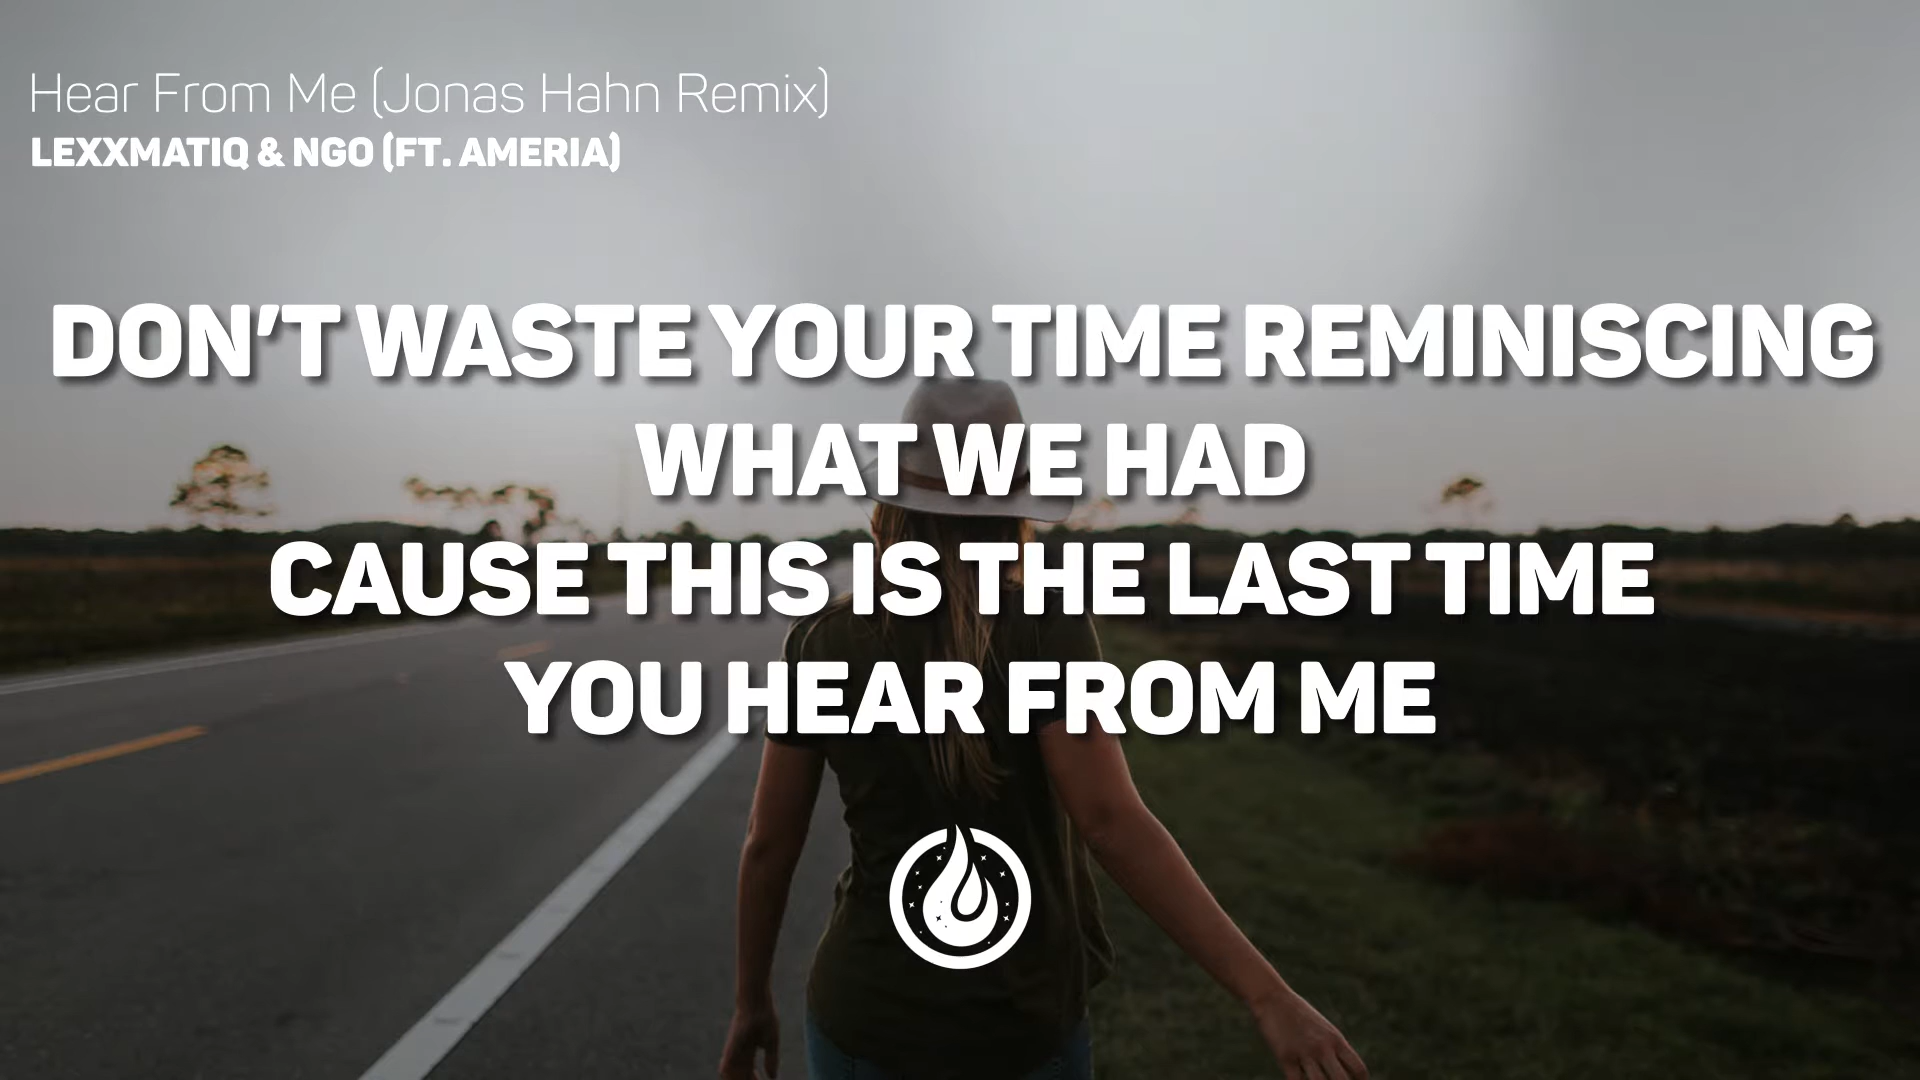 Hear From Me (Jonas Hahn Remix)
LEXXMATIQ & NGO (FT. AMERIA)
DON'T WASTE YOUR TIME REMINISCING
WHAT WE HAD
CAUSE THIS IS THE LAST TIME
YOU HEAR FROM ME